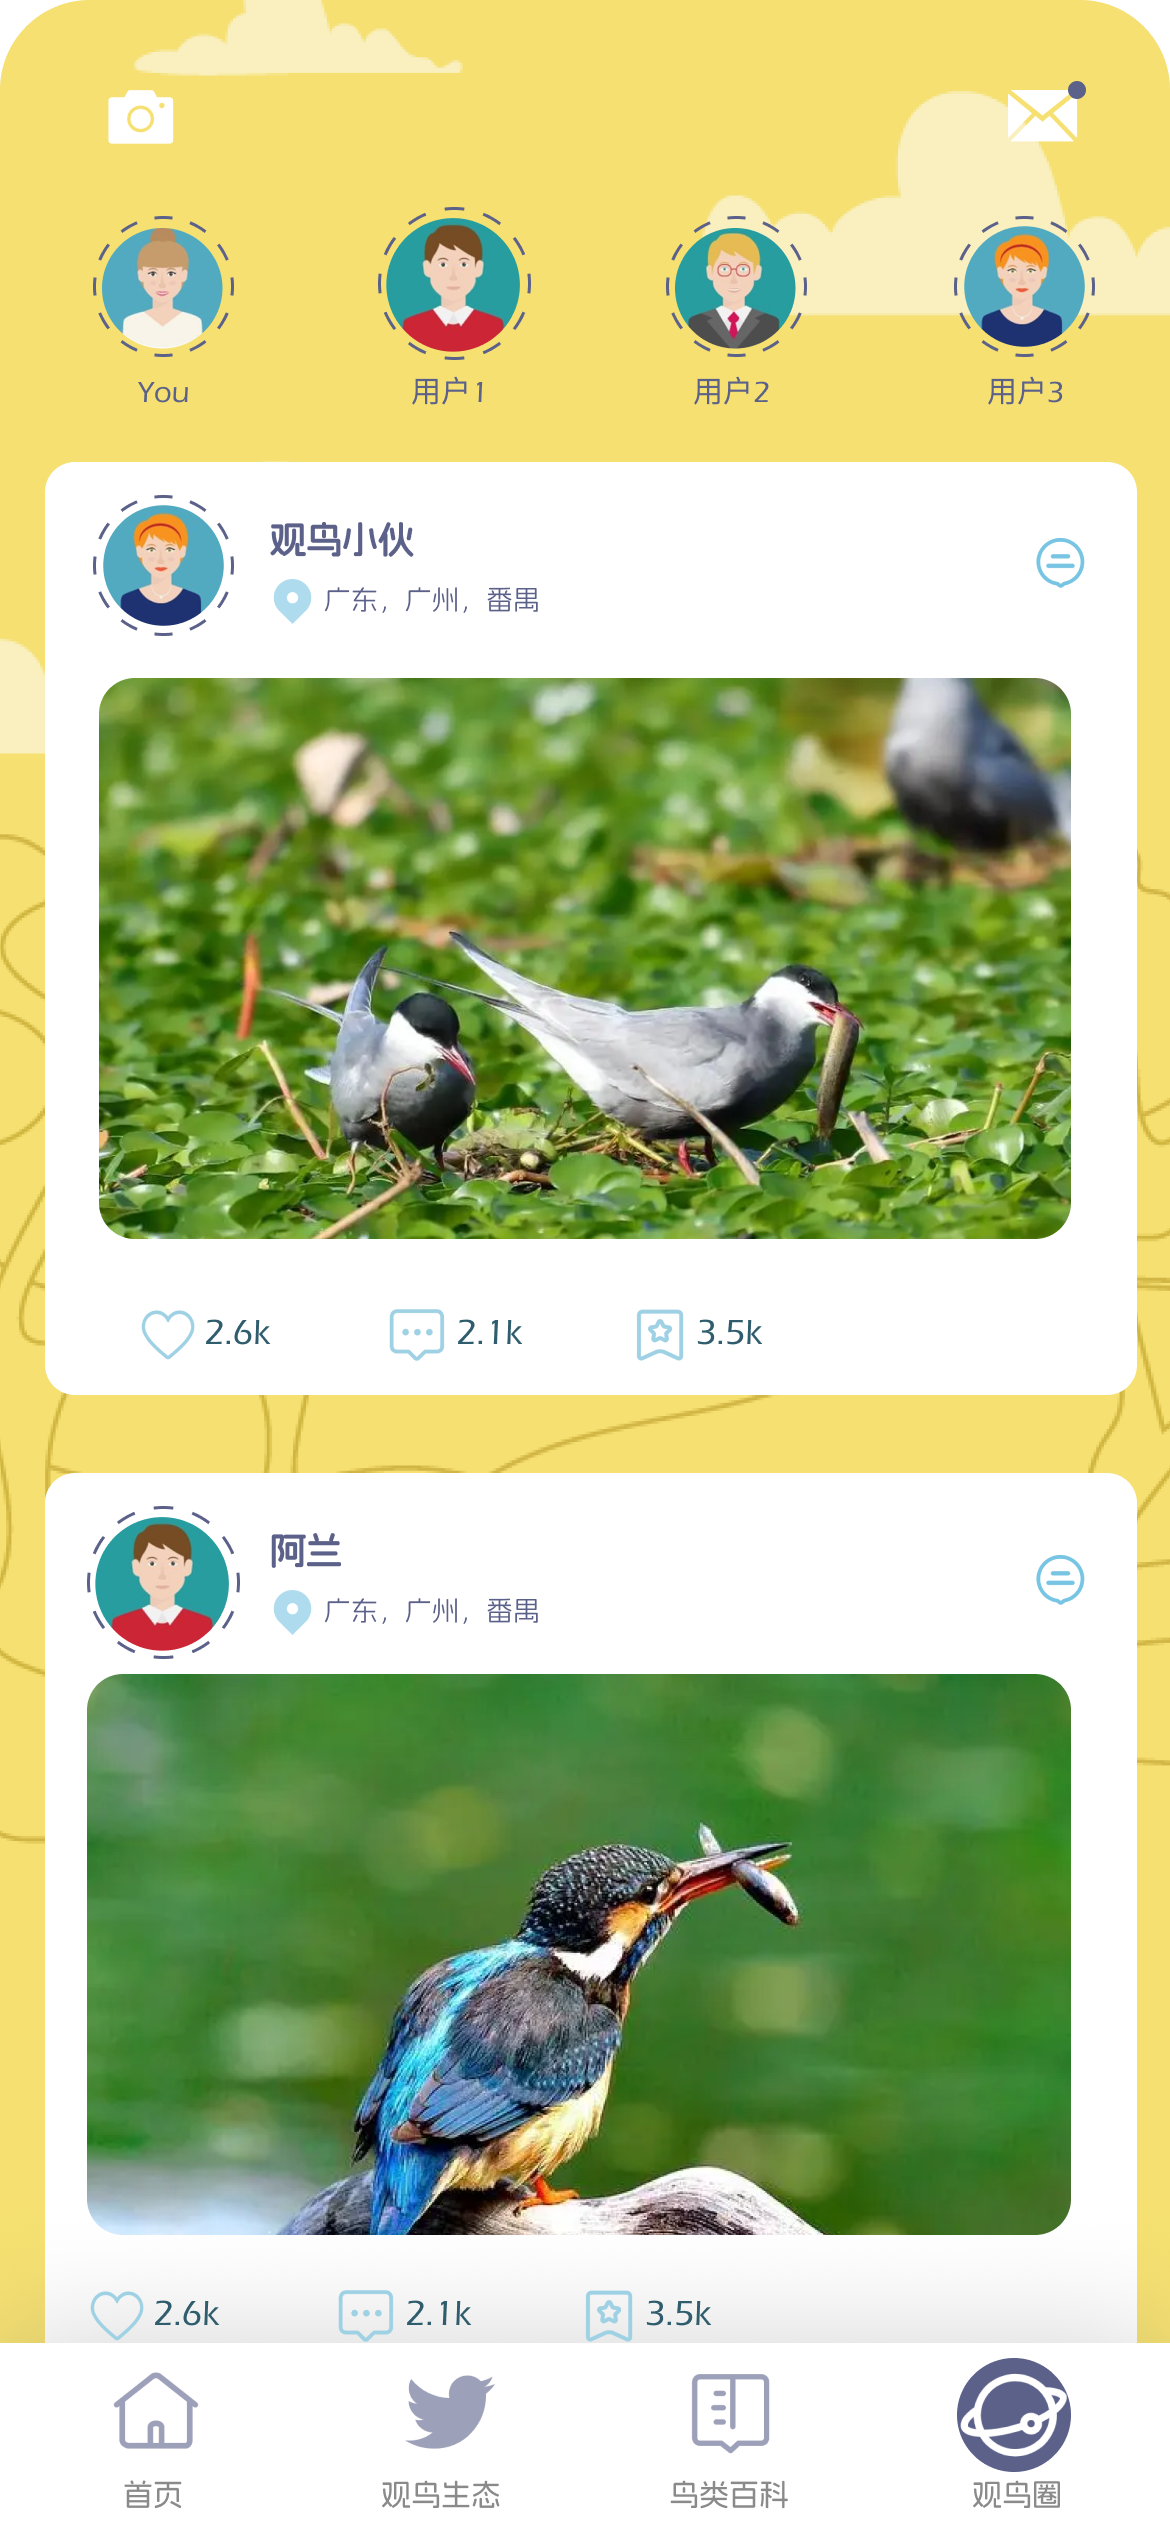 You
用户1
用户2
用户3
观鸟小伙
广东，广州，番禺
2.6k
2.1k
3.5k
阿兰
广东，广州，番禺
2.6k
2.1k
3.5k
首页
观鸟生态
鸟类百科
观鸟圈